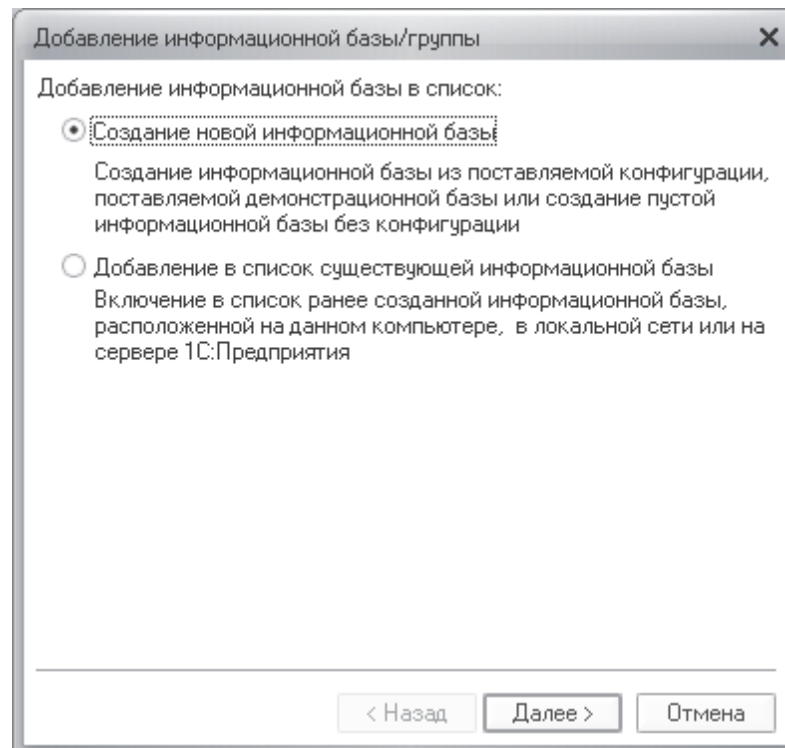 Добавление информационной базы/группы
Добавление информационной базы в список:
Создание новой информационной базы
Создание информационной базы из поставляемой конфигурации,
поставляемой демонстрационной базы или создание пустой
информационной базы без конфигурации
Добавление в список существующей информационной базы
Включение в список ранее созданной информационной базы,
расположенной на данном компьютере, в локальной сети или на
сервере 1С:Предприятия
< Назад Далее > Отмена